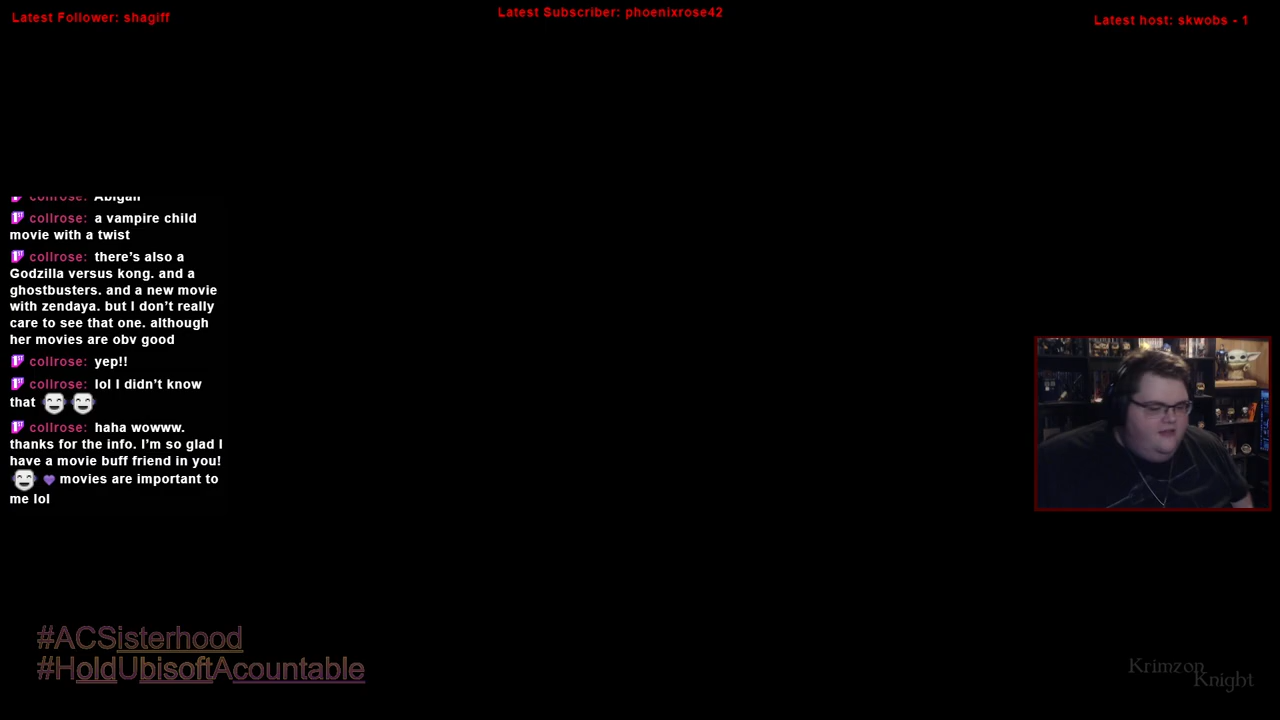 Latest Follower: shagiff
Latest Subscriber: phoenixrose42
Latest host: skwobs - 1
collrose: Abigail
collrose: a vampire child
movie with a twist
collrose: there's also a
Godzilla versus kong. and a
ghostbusters. and a new movie
with zendaya. but I don't really
care to see that one. although
her movies are obv good
collrose: yep!!
collrose: lol I didn't know
that
collrose: haha wowww.
thanks for the info. I'm so glad I
have a movie buff friend in you!
movies are important to
me lol
#ACSisterhood
#HoldUbisoftAcountable
Krimzon
Knight